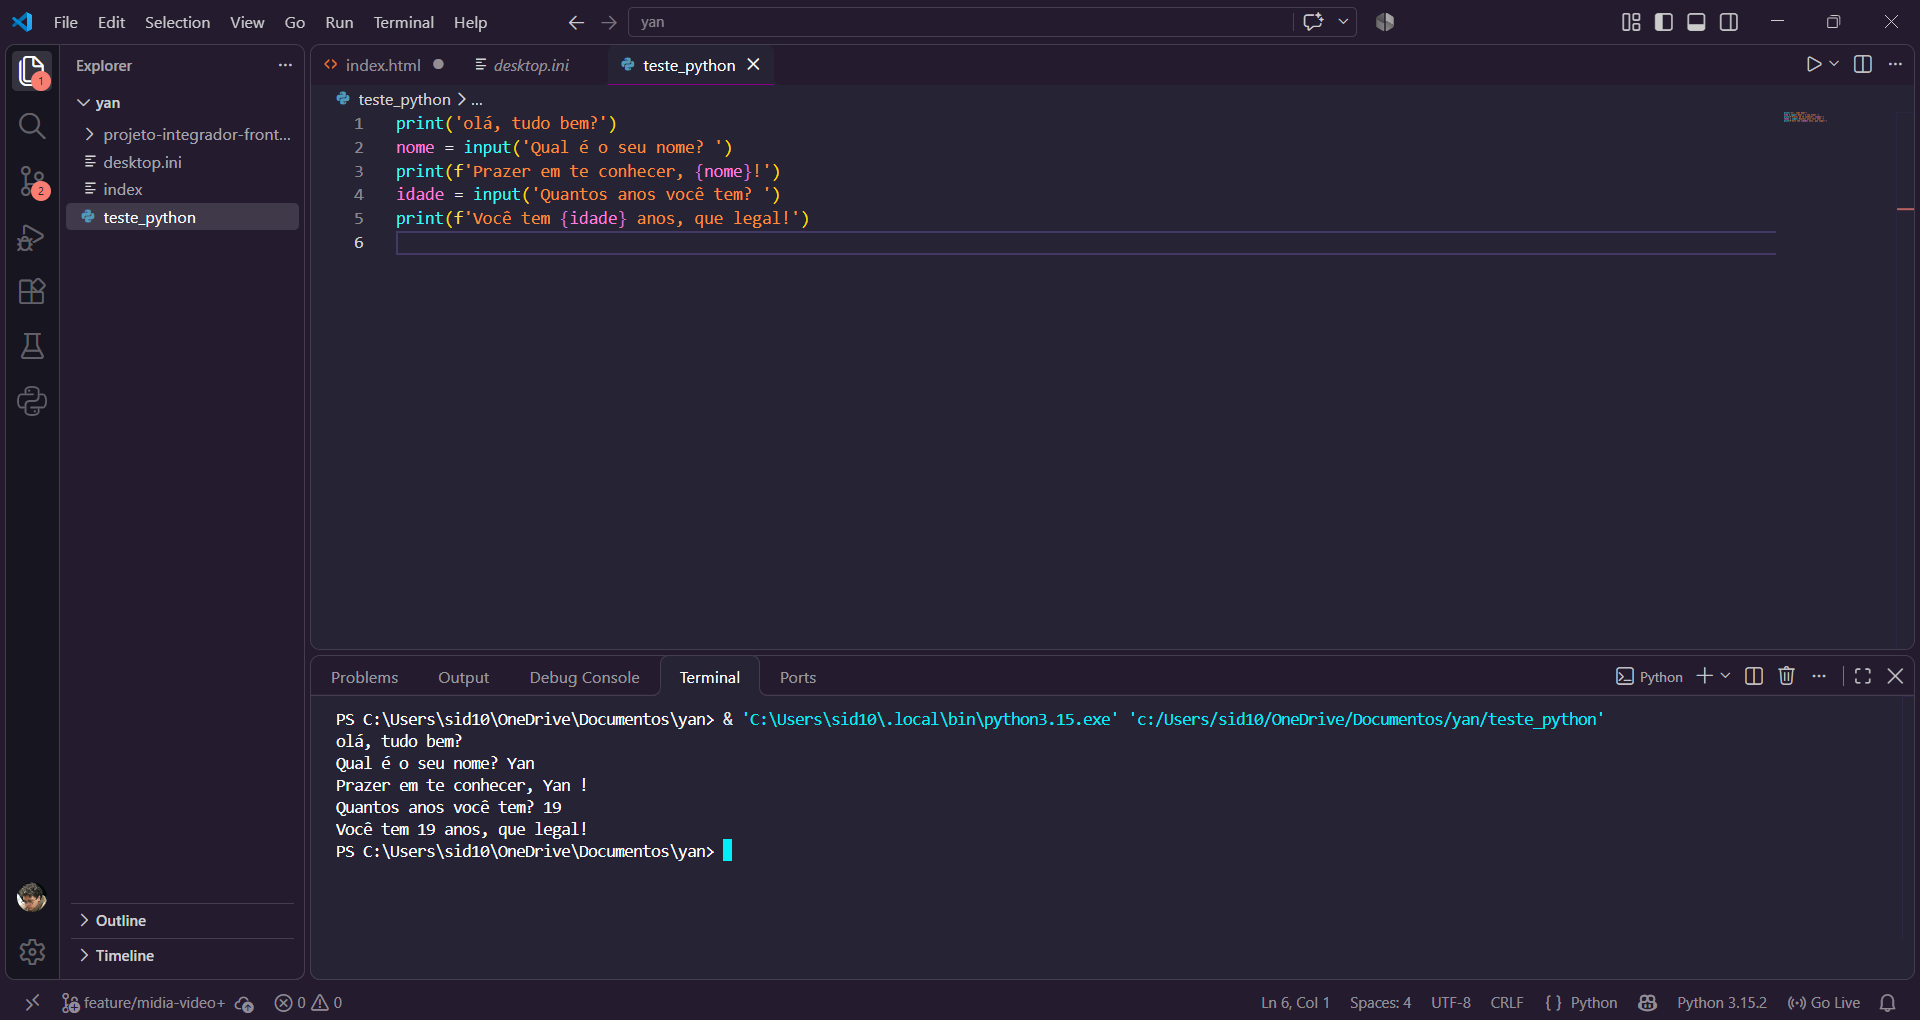 File Edit Selection View Go Run Terminal Help
yan
Explorer
yan
projeto-integrador-front...
desktop.ini
index
teste_python
Outline
Timeline
1
2
index.html
desktop.ini
teste_python
teste_python > ...
1 print('olá, tudo bem?')
2 nome = input('Qual é o seu nome? ')
3 print(f'Prazer em te conhecer, {nome}!')
4 idade = input('Quantos anos você tem? ')
5 print(f'Você tem {idade} anos, que legal!')
6
Problems Output Debug Console Terminal Ports
Python
PS C:\Users\sid10\OneDrive\Documentos\yan> & 'C:\Users\sid10\.local\bin\python3.15.exe' 'c:/Users/sid10/OneDrive/Documentos/yan/teste_python'
olá, tudo bem?
Qual é o seu nome? Yan
Prazer em te conhecer, Yan !
Quantos anos você tem? 19
Você tem 19 anos, que legal!
PS C:\Users\sid10\OneDrive\Documentos\yan>
feature/midia-video+ 0 0 Ln 6, Col 1 Spaces: 4 UTF-8 CRLF { } Python Python 3.15.2 Go Live